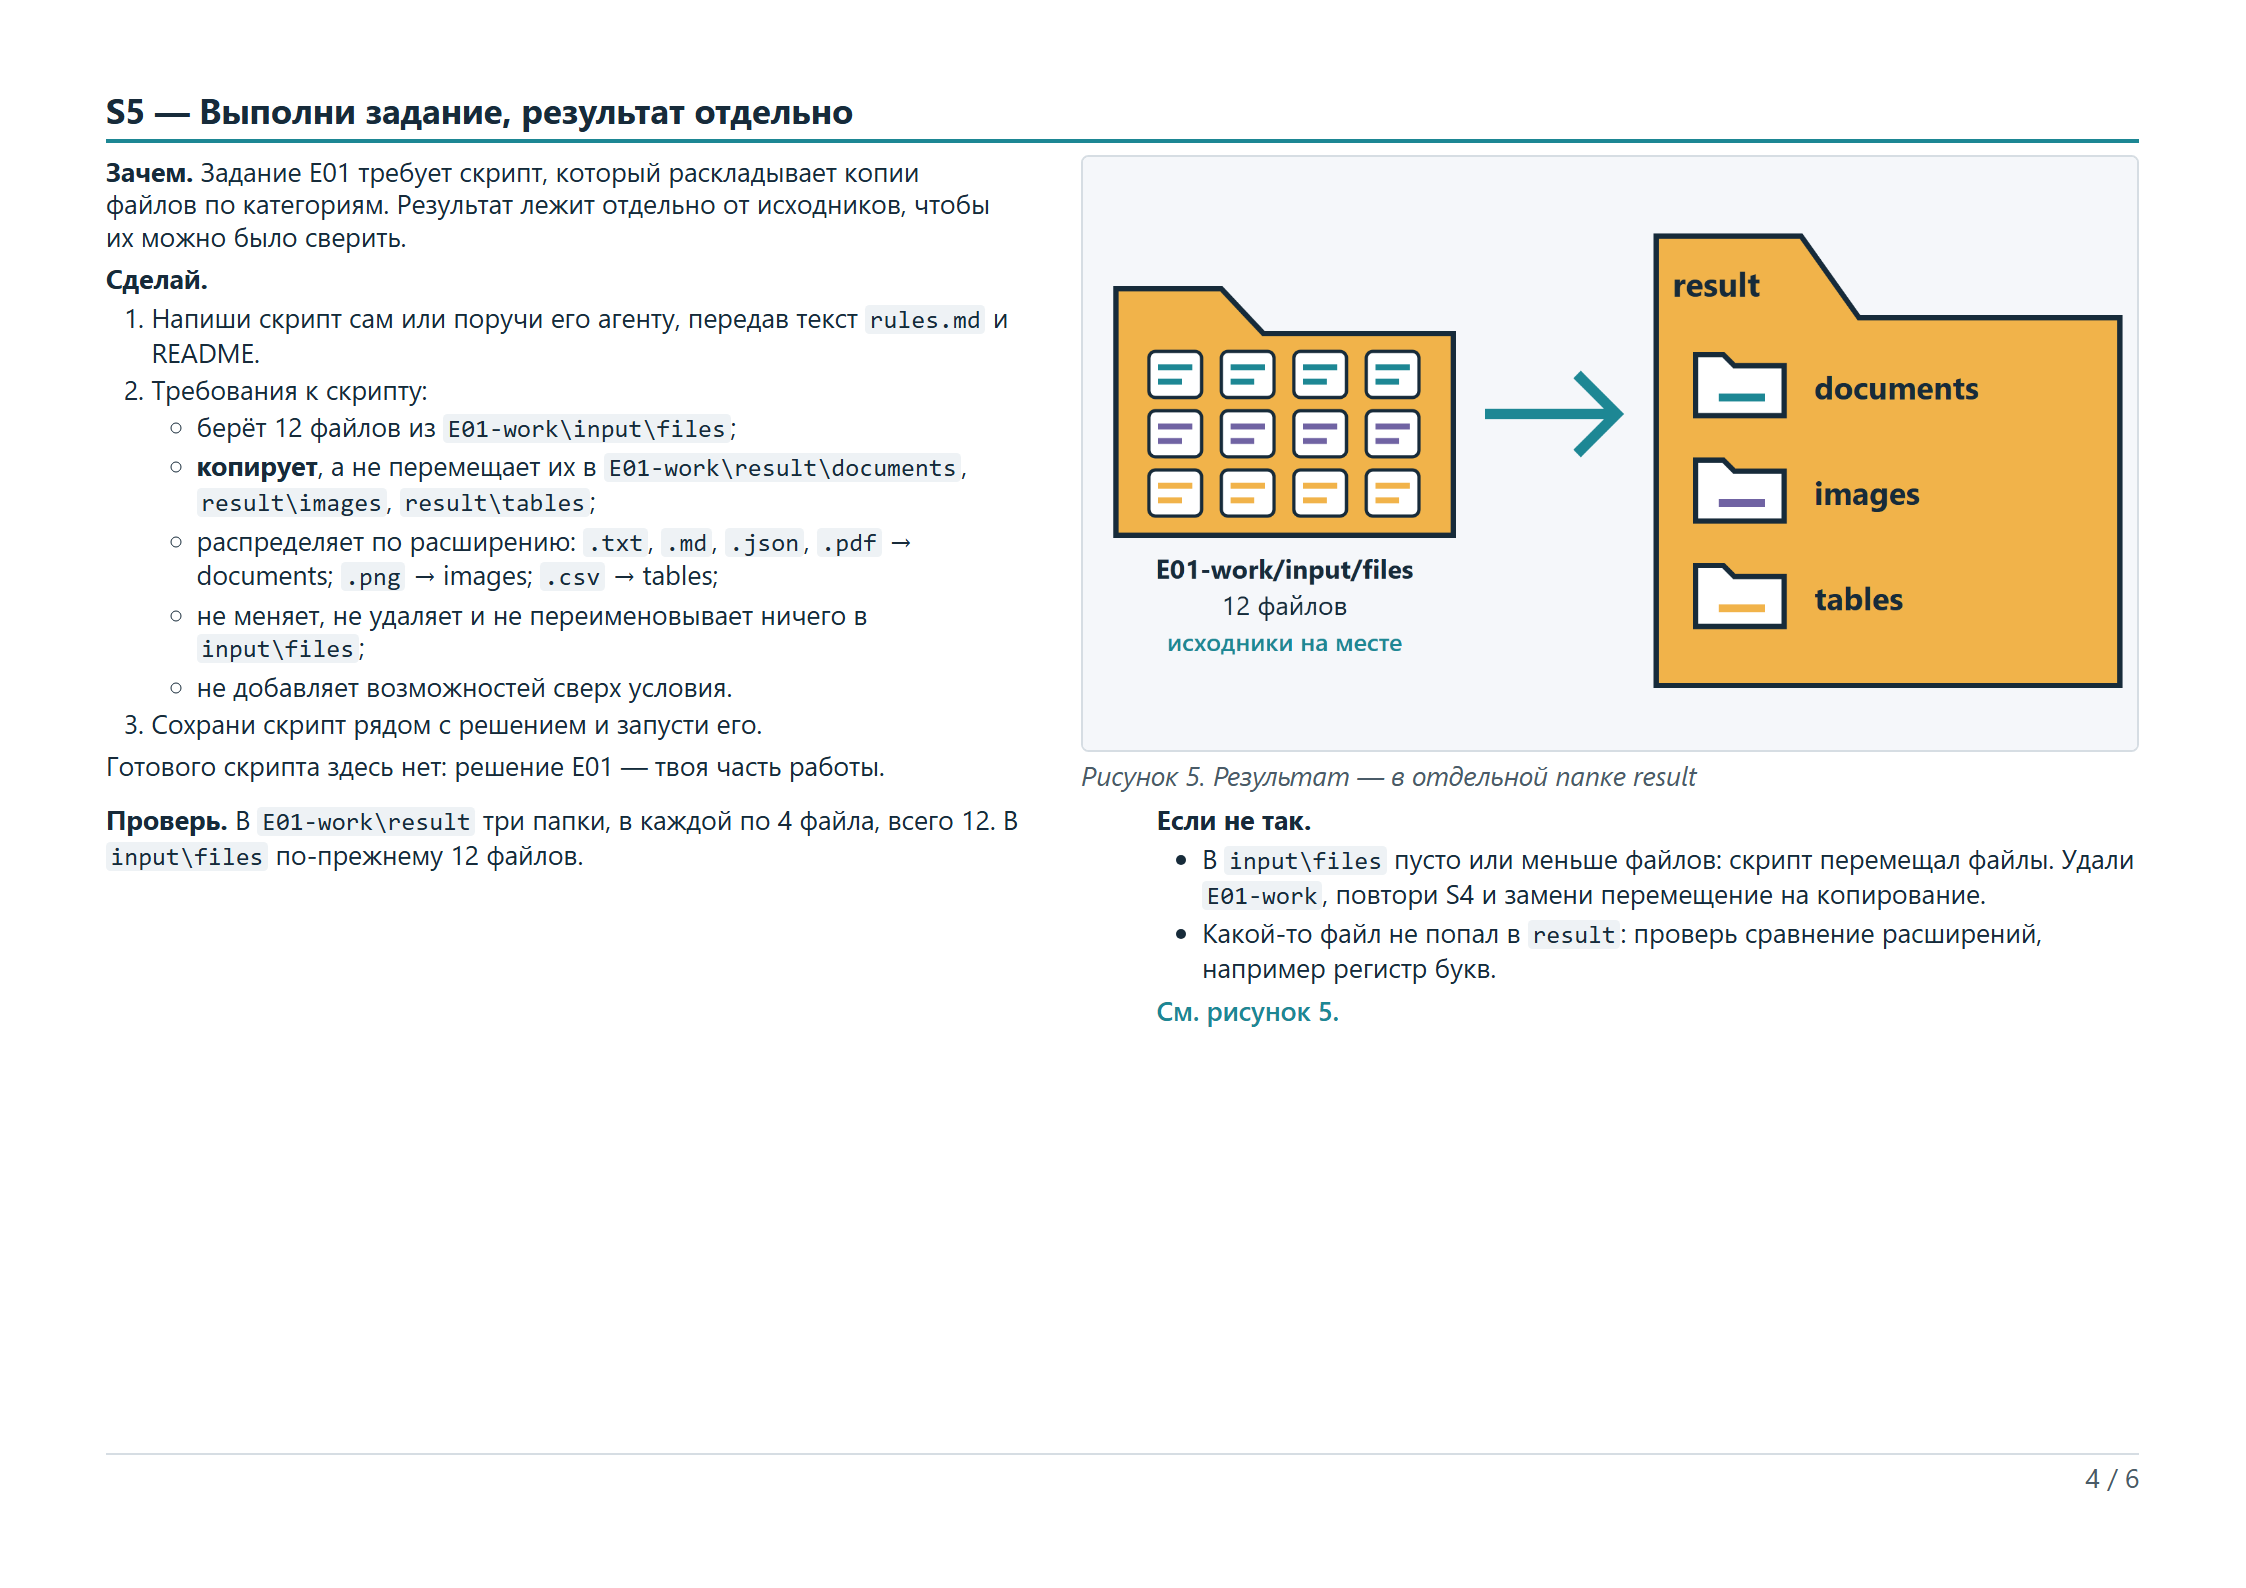 S5 — Выполни задание, результат отдельно
Зачем. Задание E01 требует скрипт, который раскладывает копии
файлов по категориям. Результат лежит отдельно от исходников, чтобы
их можно было сверить.
Сделай.
1. Напиши скрипт сам или поручи его агенту, передав текст rules.md и
README.
2. Требования к скрипту:
○ берёт 12 файлов из E01-work\input\files;
○ копирует, а не перемещает их в E01-work\result\documents,
result\images, result\tables;
○ распределяет по расширению: .txt, .md, .json, .pdf →
documents; .png → images; .csv → tables;
○ не меняет, не удаляет и не переименовывает ничего в
input\files;
○ не добавляет возможностей сверх условия.
3. Сохрани скрипт рядом с решением и запусти его.
Готового скрипта здесь нет: решение E01 — твоя часть работы.
Проверь. В E01-work\result три папки, в каждой по 4 файла, всего 12. В
input\files по-прежнему 12 файлов.
E01-work/input/files
12 файлов
исходники на месте
result
documents
images
tables
Рисунок 5. Результат — в отдельной папке result
Если не так.
• В input\files пусто или меньше файлов: скрипт перемещал файлы. Удали
E01-work, повтори S4 и замени перемещение на копирование.
• Какой-то файл не попал в result: проверь сравнение расширений,
например регистр букв.
См. рисунок 5.
4 / 6